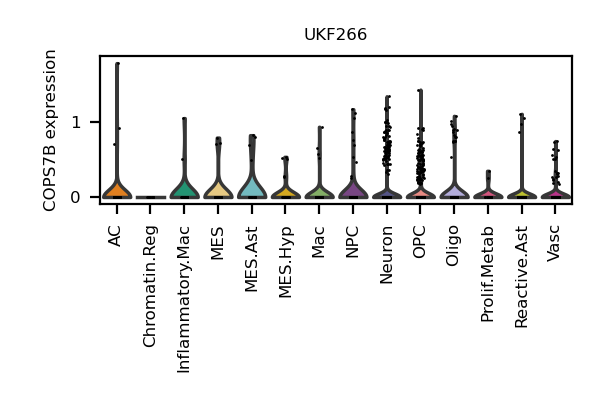 UKF266
COPS7B expression
1
0
AC
Chromatin.Reg
Inflammatory.Mac
MES
MES.Ast
MES.Hyp
Mac
NPC
Neuron
OPC
Oligo
Prolif.Metab
Reactive.Ast
Vasc